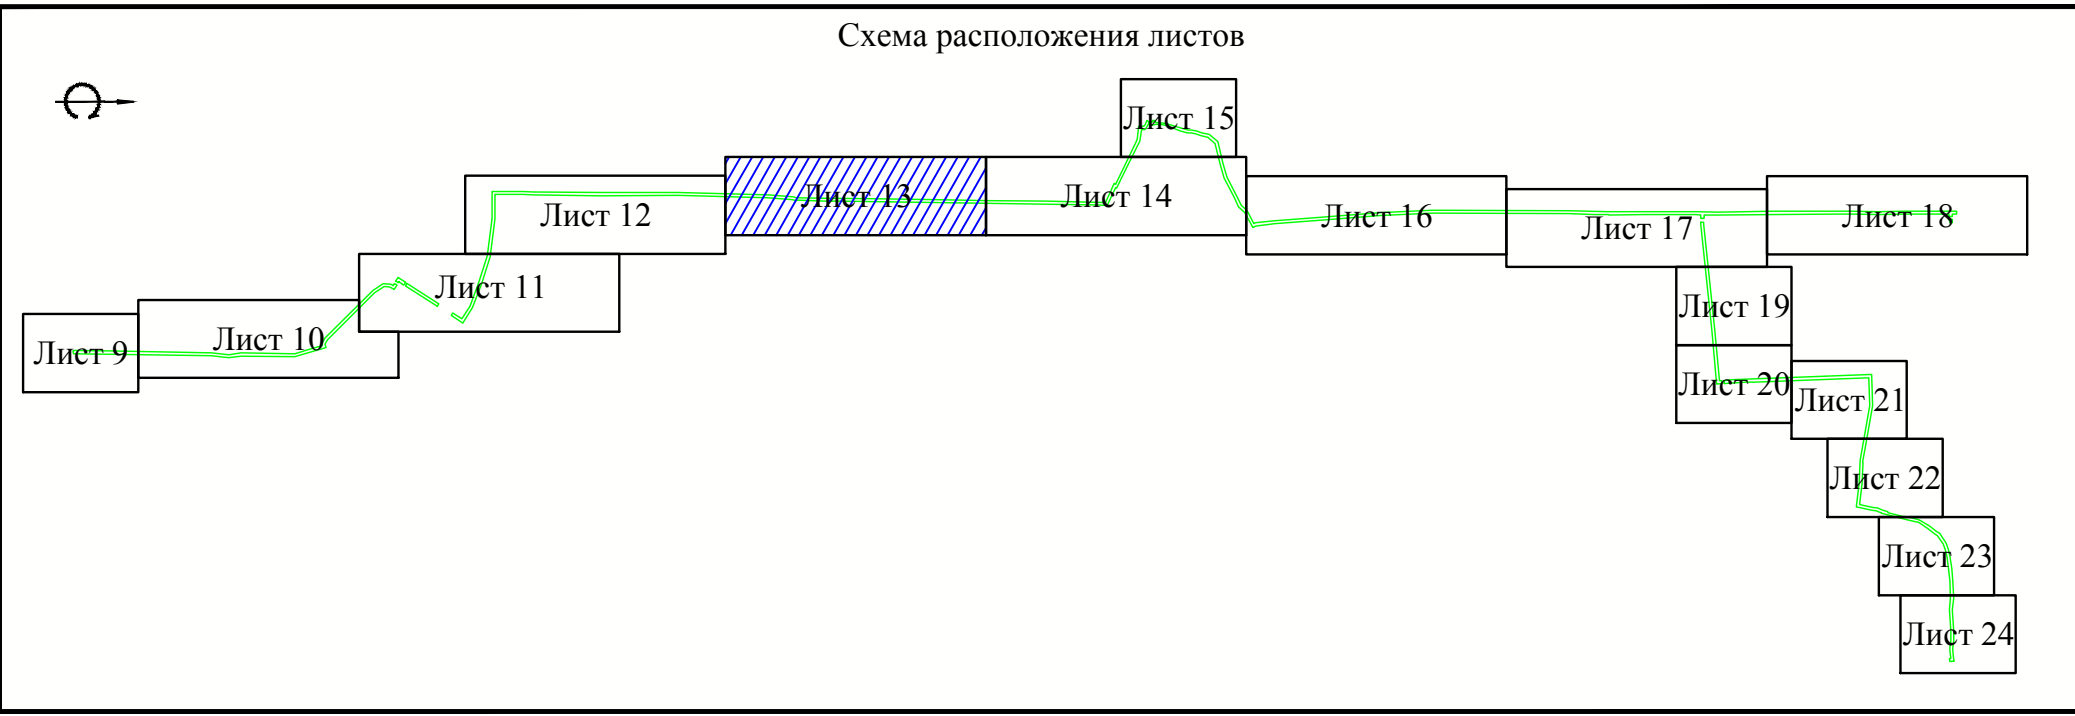 Схема расположения листов
Лист 9
Лист 10
Лист 11
Лист 12
Лист 13
Лист 14
Лист 15
Лист 16
Лист 17
Лист 18
Лист 19
Лист 20
Лист 21
Лист 22
Лист 23
Лист 24